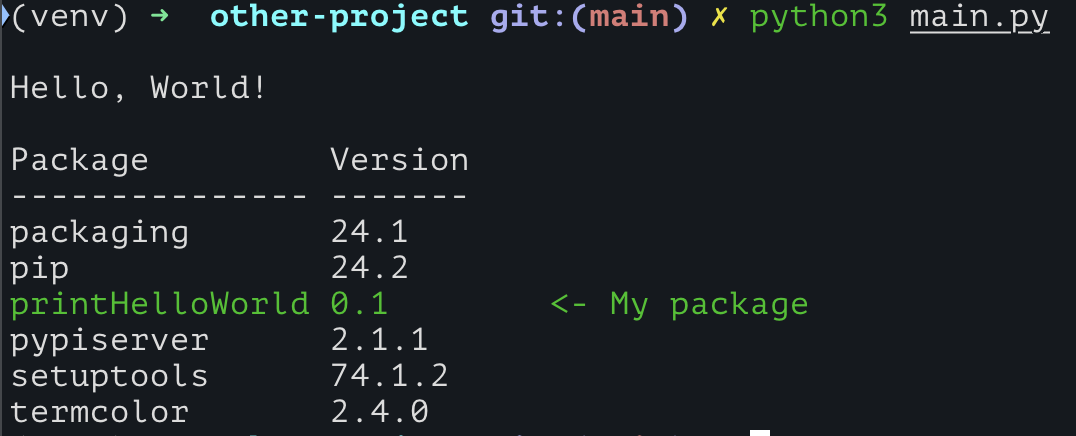 (venv) ➜ other-project git:(main) ✗ python3 main.py
Hello, World!
Package Version
--------------- -------
packaging 24.1
pip 24.2
printHelloWorld 0.1 <- My package
pypiserver 2.1.1
setuptools 74.1.2
termcolor 2.4.0